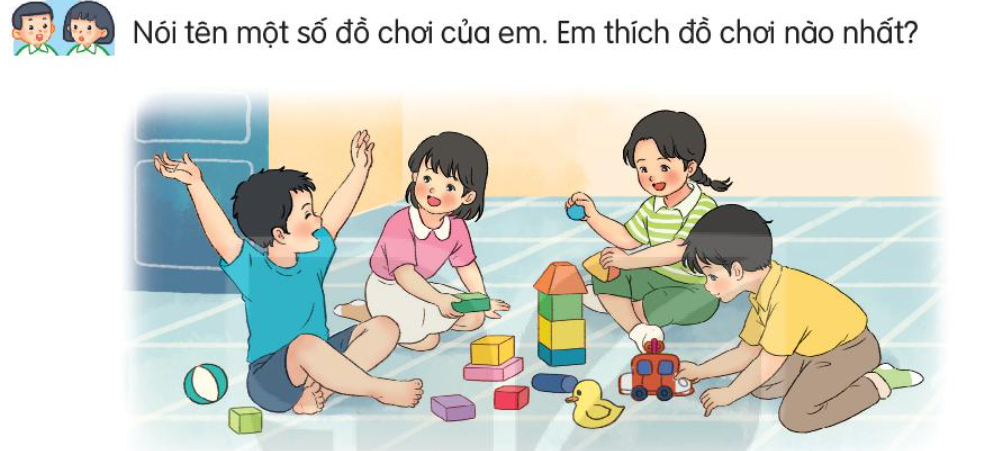 Nói tên một số đồ chơi của em. Em thích đồ chơi nào nhất?